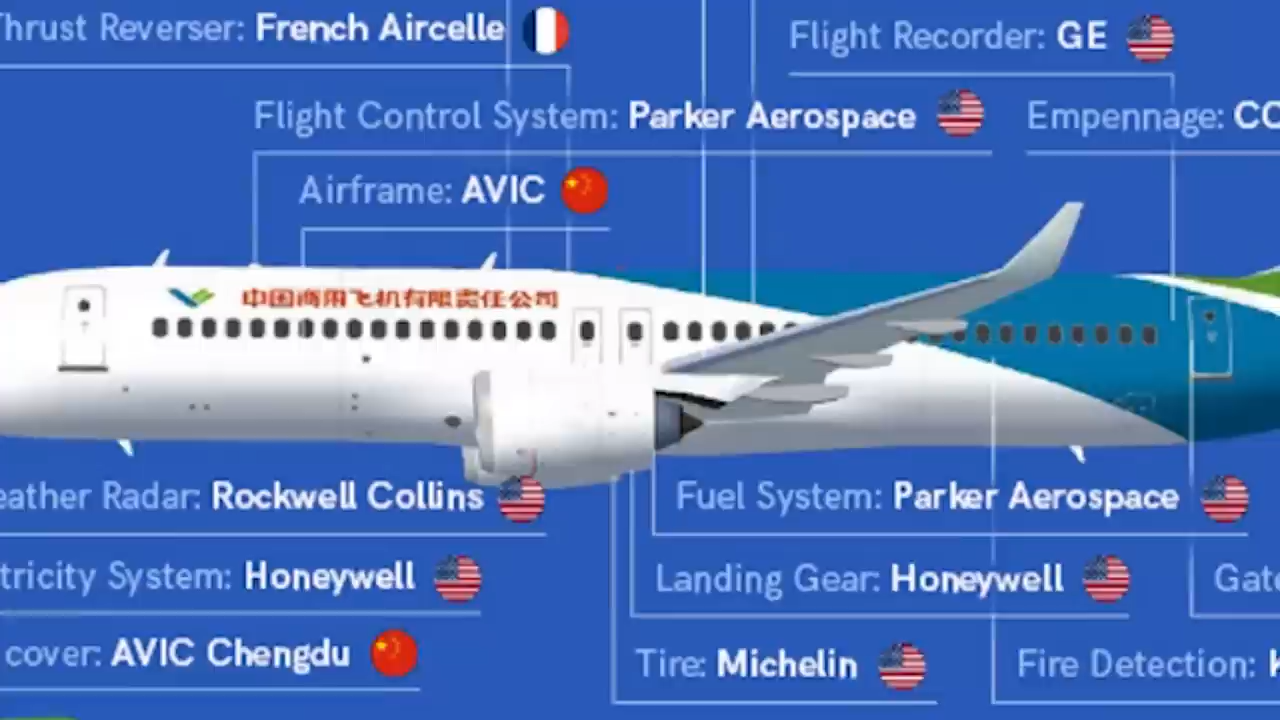 Thrust Reverser: French Aircelle
Flight Recorder: GE
Flight Control System: Parker Aerospace
Empennage:
Airframe: AVIC
中国商用飞机有限责任公司
Radar: Rockwell Collins
Fuel System: Parker Aerospace
System: Honeywell
Landing Gear: Honeywell
cover: AVIC Chengdu
Tire: Michelin
Fire Detection: